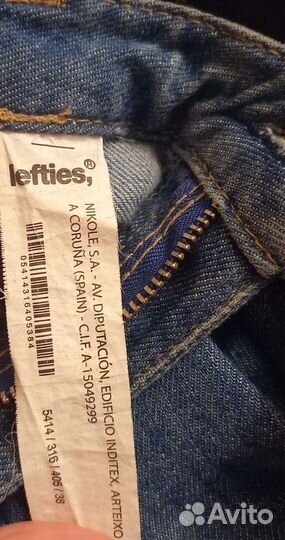 lefties,®
NIKOLE, S.A. - AV. DIPUTACIÓN, EDIFICIO INDITEX, ARTEIXO
A CORUÑA (SPAIN) - C.I.F. A-15049299
05414316405384
5414 / 316 / 405 / 38
Avito